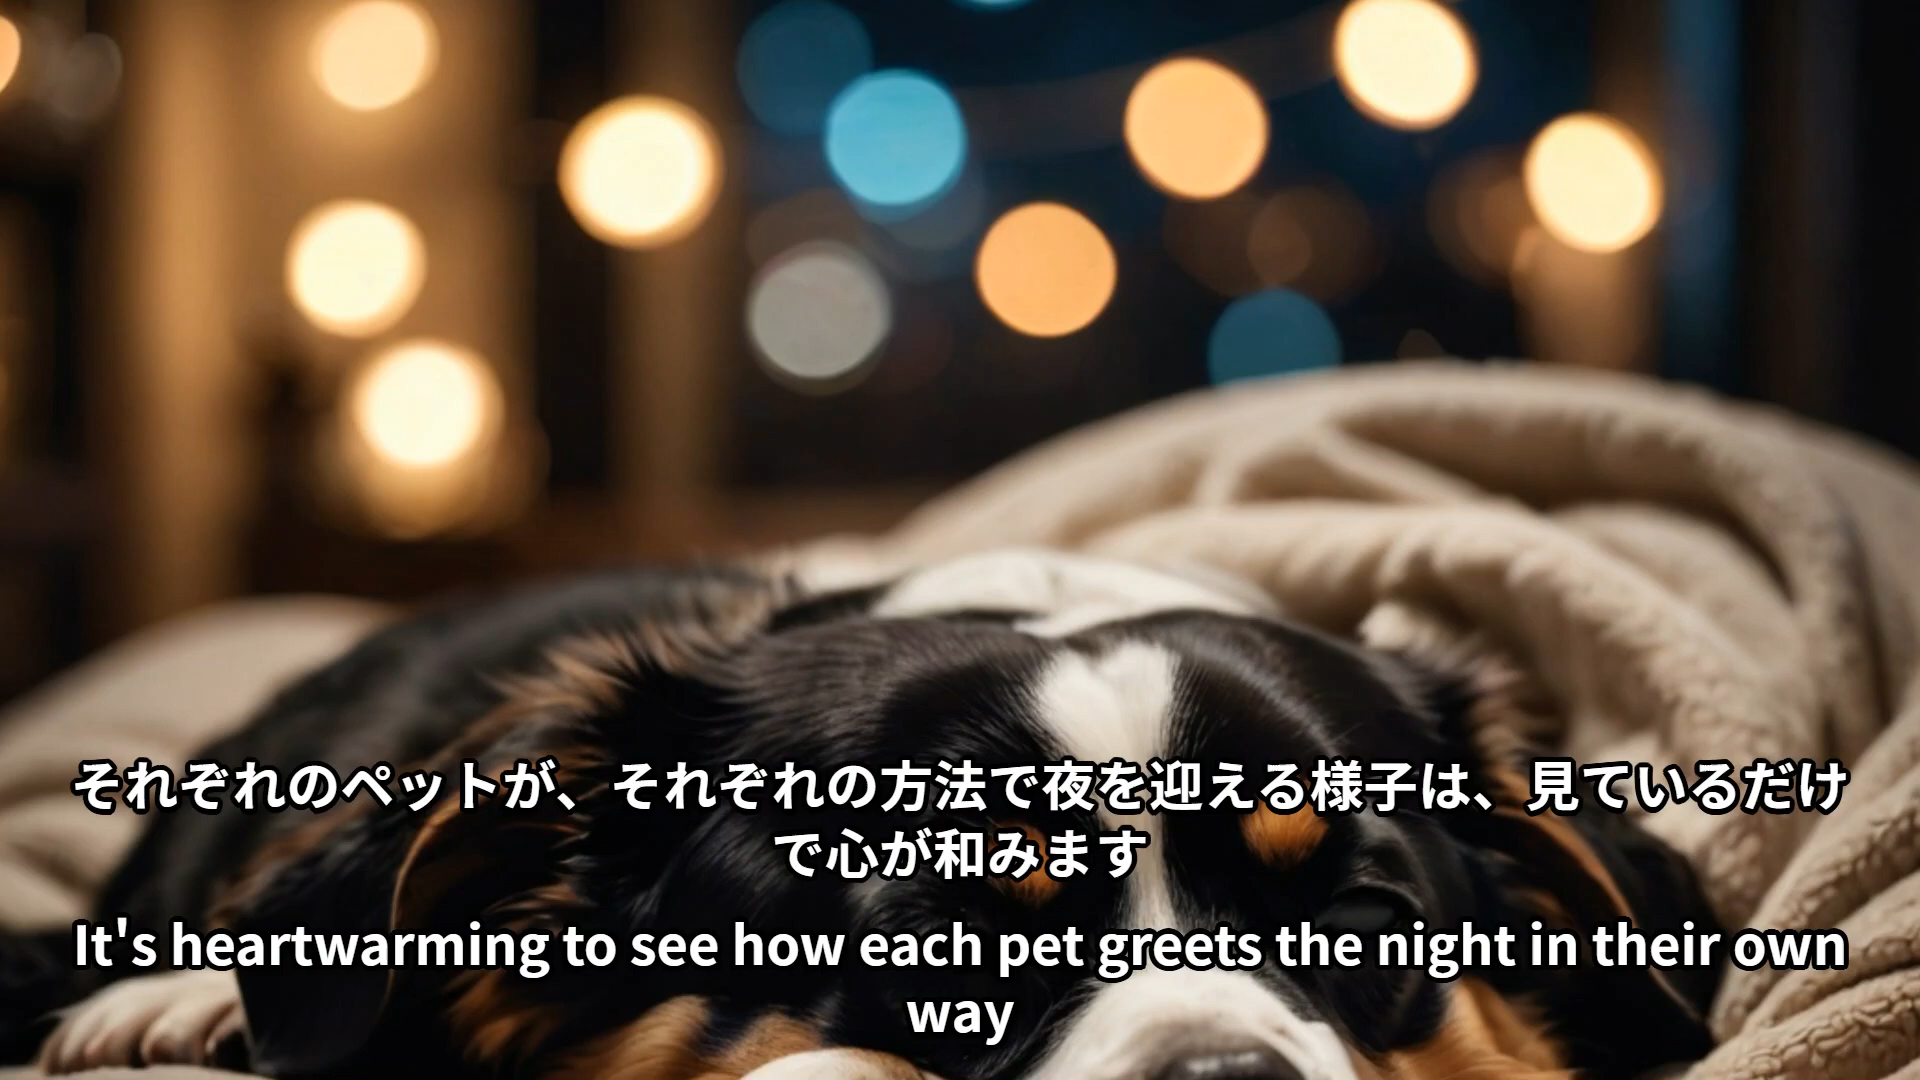 それぞれのペットが、それぞれの方法で夜を迎える様子は、見ているだけ
で心が和みます
It's heartwarming to see how each pet greets the night in their own
way